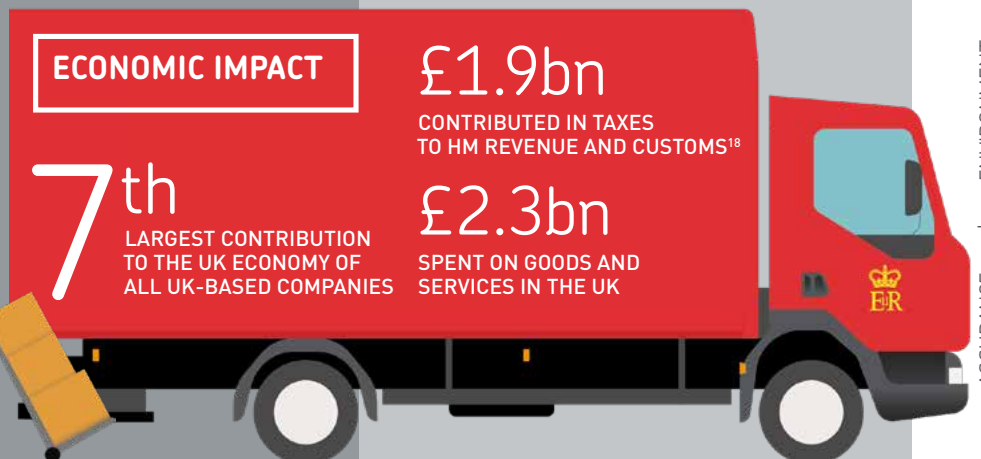 ECONOMIC IMPACT
7th
LARGEST CONTRIBUTION
TO THE UK ECONOMY OF
ALL UK-BASED COMPANIES
£1.9bn
CONTRIBUTED IN TAXES
TO HM REVENUE AND CUSTOMS¹⁸
£2.3bn
SPENT ON GOODS AND
SERVICES IN THE UK
EIIR